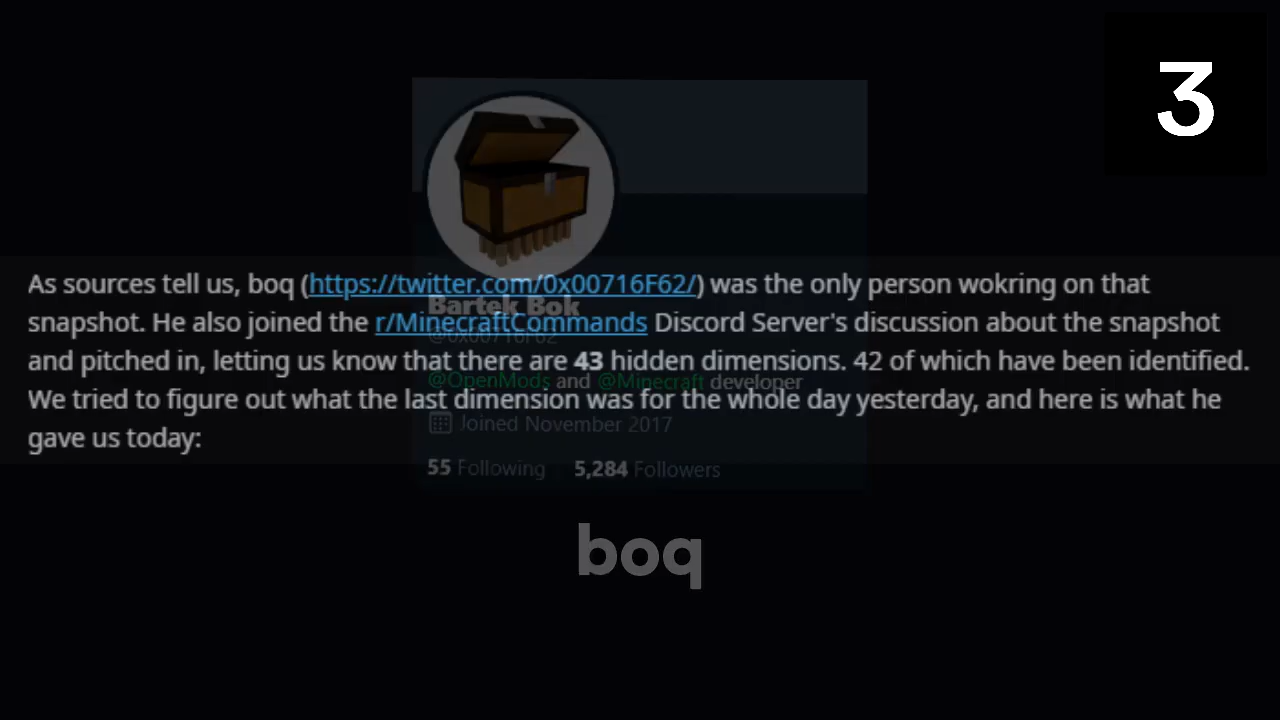 3
As sources tell us, boq (https://twitter.com/0x00716F62/) was the only person wokring on that
snapshot. He also joined the r/MinecraftCommands Discord Server's discussion about the snapshot
and pitched in, letting us know that there are 43 hidden dimensions. 42 of which have been identified.
We tried to figure out what the last dimension was for the whole day yesterday, and here is what he
gave us today:
Bartek Bok
@0x00716F62
@OpenMods and @Minecraft developer
Joined November 2017
55 Following 5,284 Followers
boq